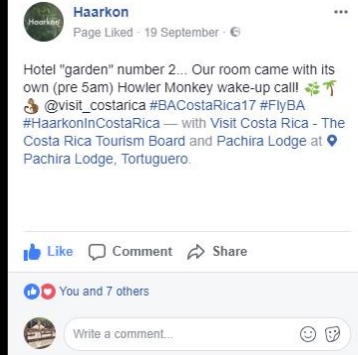 Haarkon
Page Liked · 19 September ·
Hotel "garden" number 2... Our room came with its
own (pre 5am) Howler Monkey wake-up call! 🌿🌴
🐒 @visit_costarica #BACostaRica17 #FlyBA
#HaarkonInCostaRica — with Visit Costa Rica - The
Costa Rica Tourism Board and Pachira Lodge at
Pachira Lodge, Tortuguero.
Like Comment Share
You and 7 others
Write a comment...